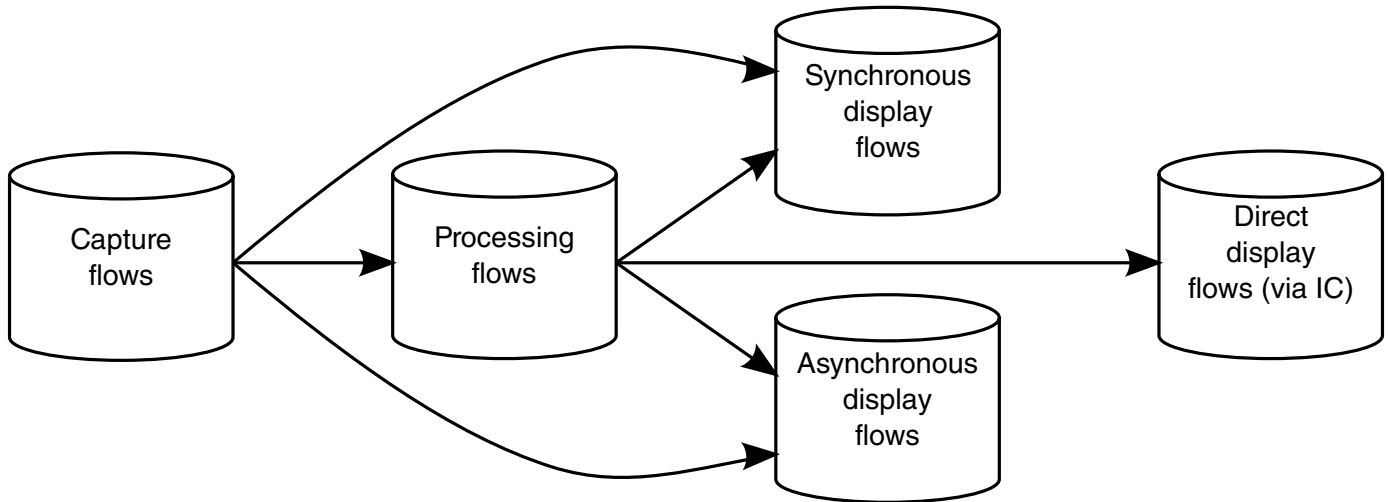 Capture
flows
Processing
flows
Synchronous
display
flows
Asynchronous
display
flows
Direct
display
flows (via IC)